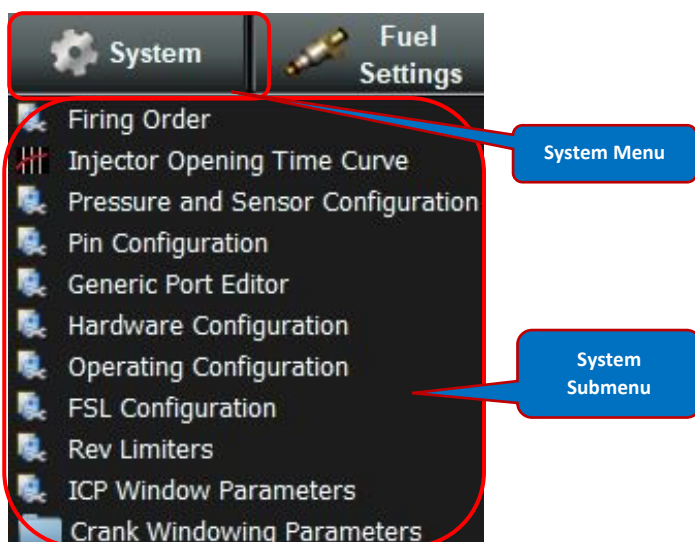 System
Fuel
Settings
Firing Order
Injector Opening Time Curve
Pressure and Sensor Configuration
Pin Configuration
Generic Port Editor
Hardware Configuration
Operating Configuration
FSL Configuration
Rev Limiters
ICP Window Parameters
Crank Windowing Parameters
System Menu
System
Submenu